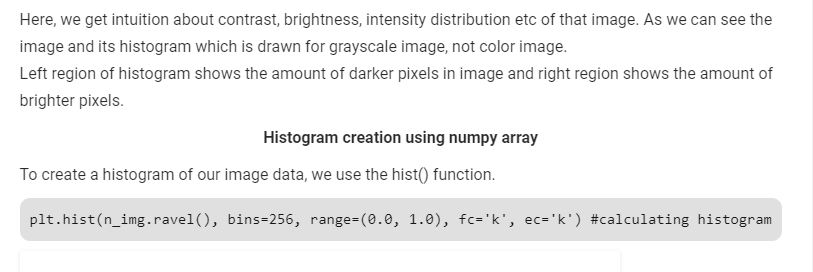 Here, we get intuition about contrast, brightness, intensity distribution etc of that image. As we can see the
image and its histogram which is drawn for grayscale image, not color image.
Left region of histogram shows the amount of darker pixels in image and right region shows the amount of
brighter pixels.
Histogram creation using numpy array
To create a histogram of our image data, we use the hist() function.
plt.hist(n_img.ravel(), bins=256, range=(0.0, 1.0), fc='k', ec='k') #calculating histogram